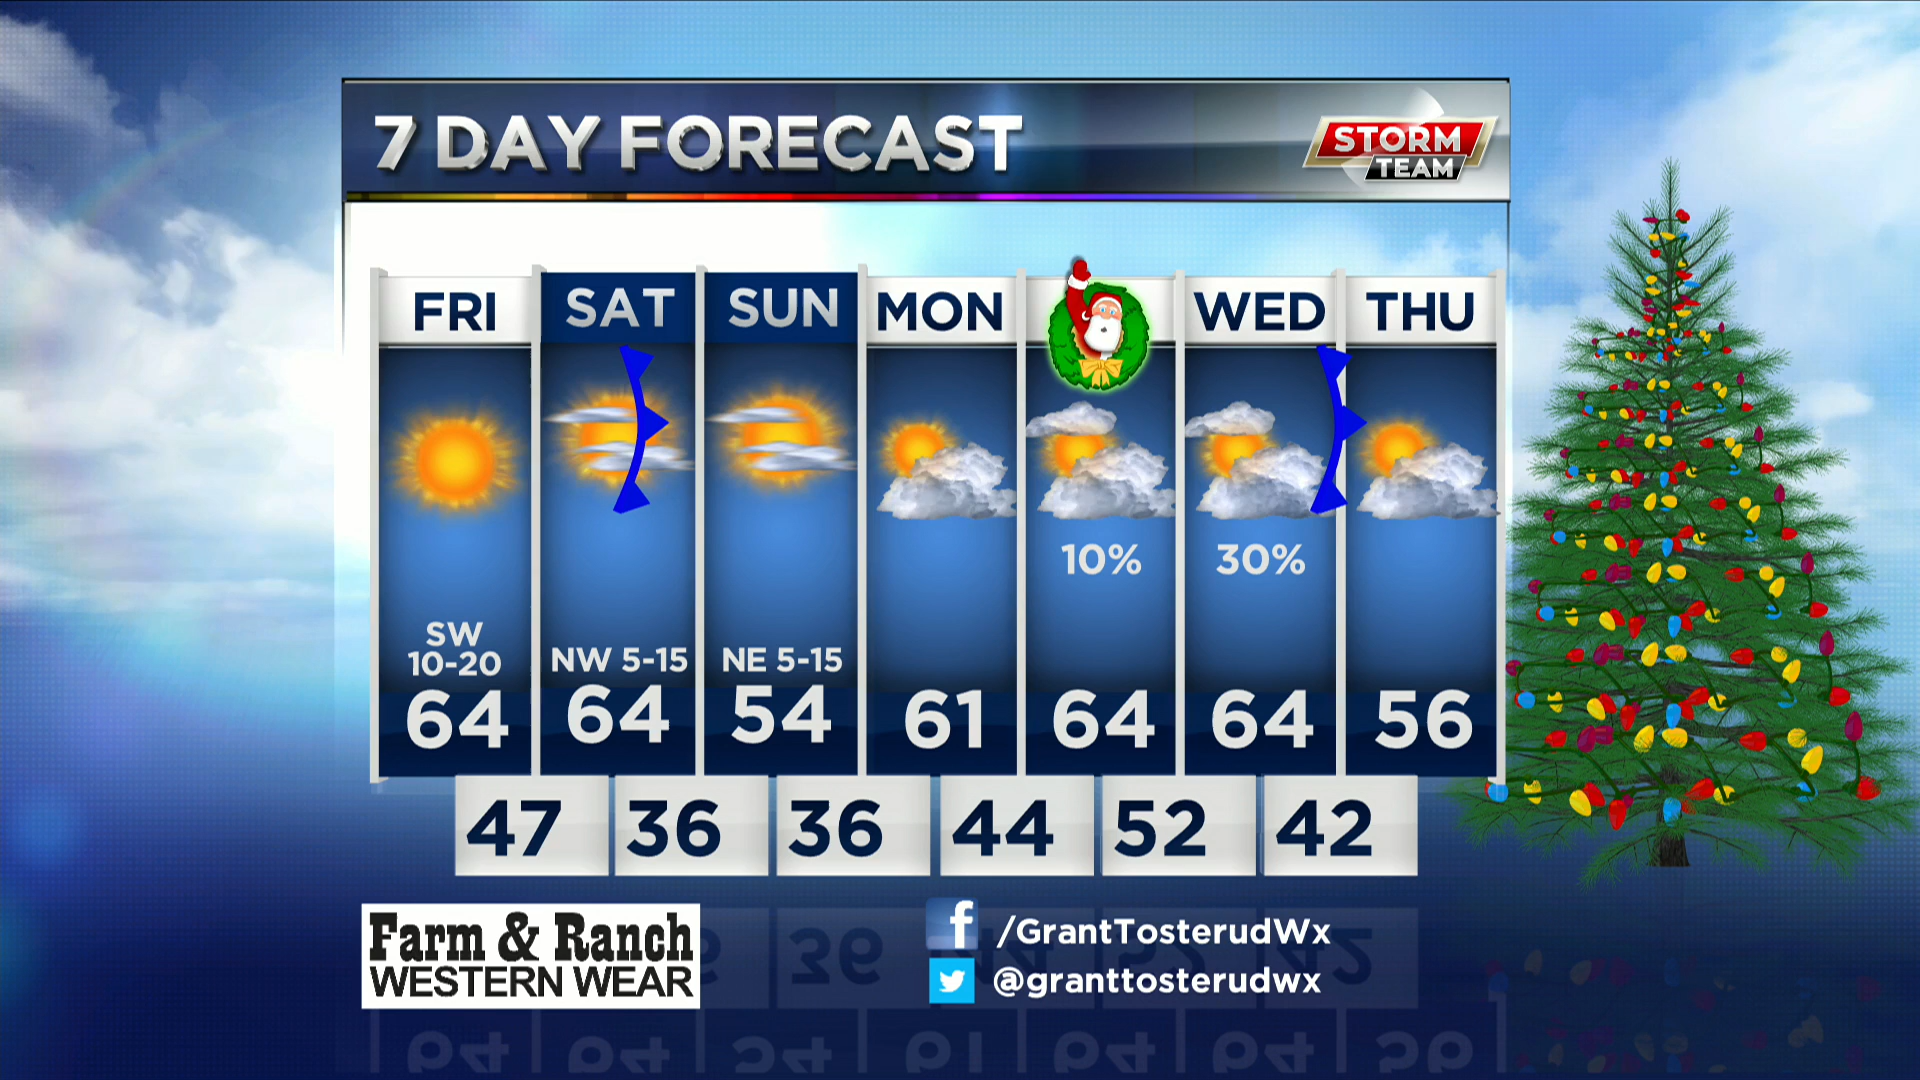 7 DAY FORECAST
STORM
TEAM
FRI
SAT
SUN
MON
WED
THU
10%
30%
SW
10-20
NW 5-15
NE 5-15
64
64
54
61
64
64
56
47
36
36
44
52
42
Farm & Ranch
WESTERN WEAR
f
/GrantTosterudWx
@granttosterudwx